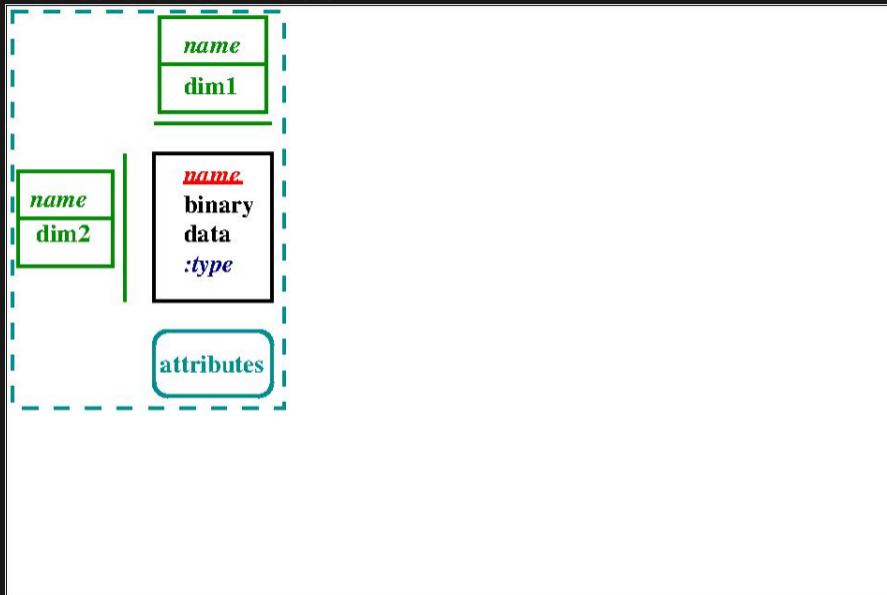 name
dim1
name
dim2
name
binary
data
:type
attributes